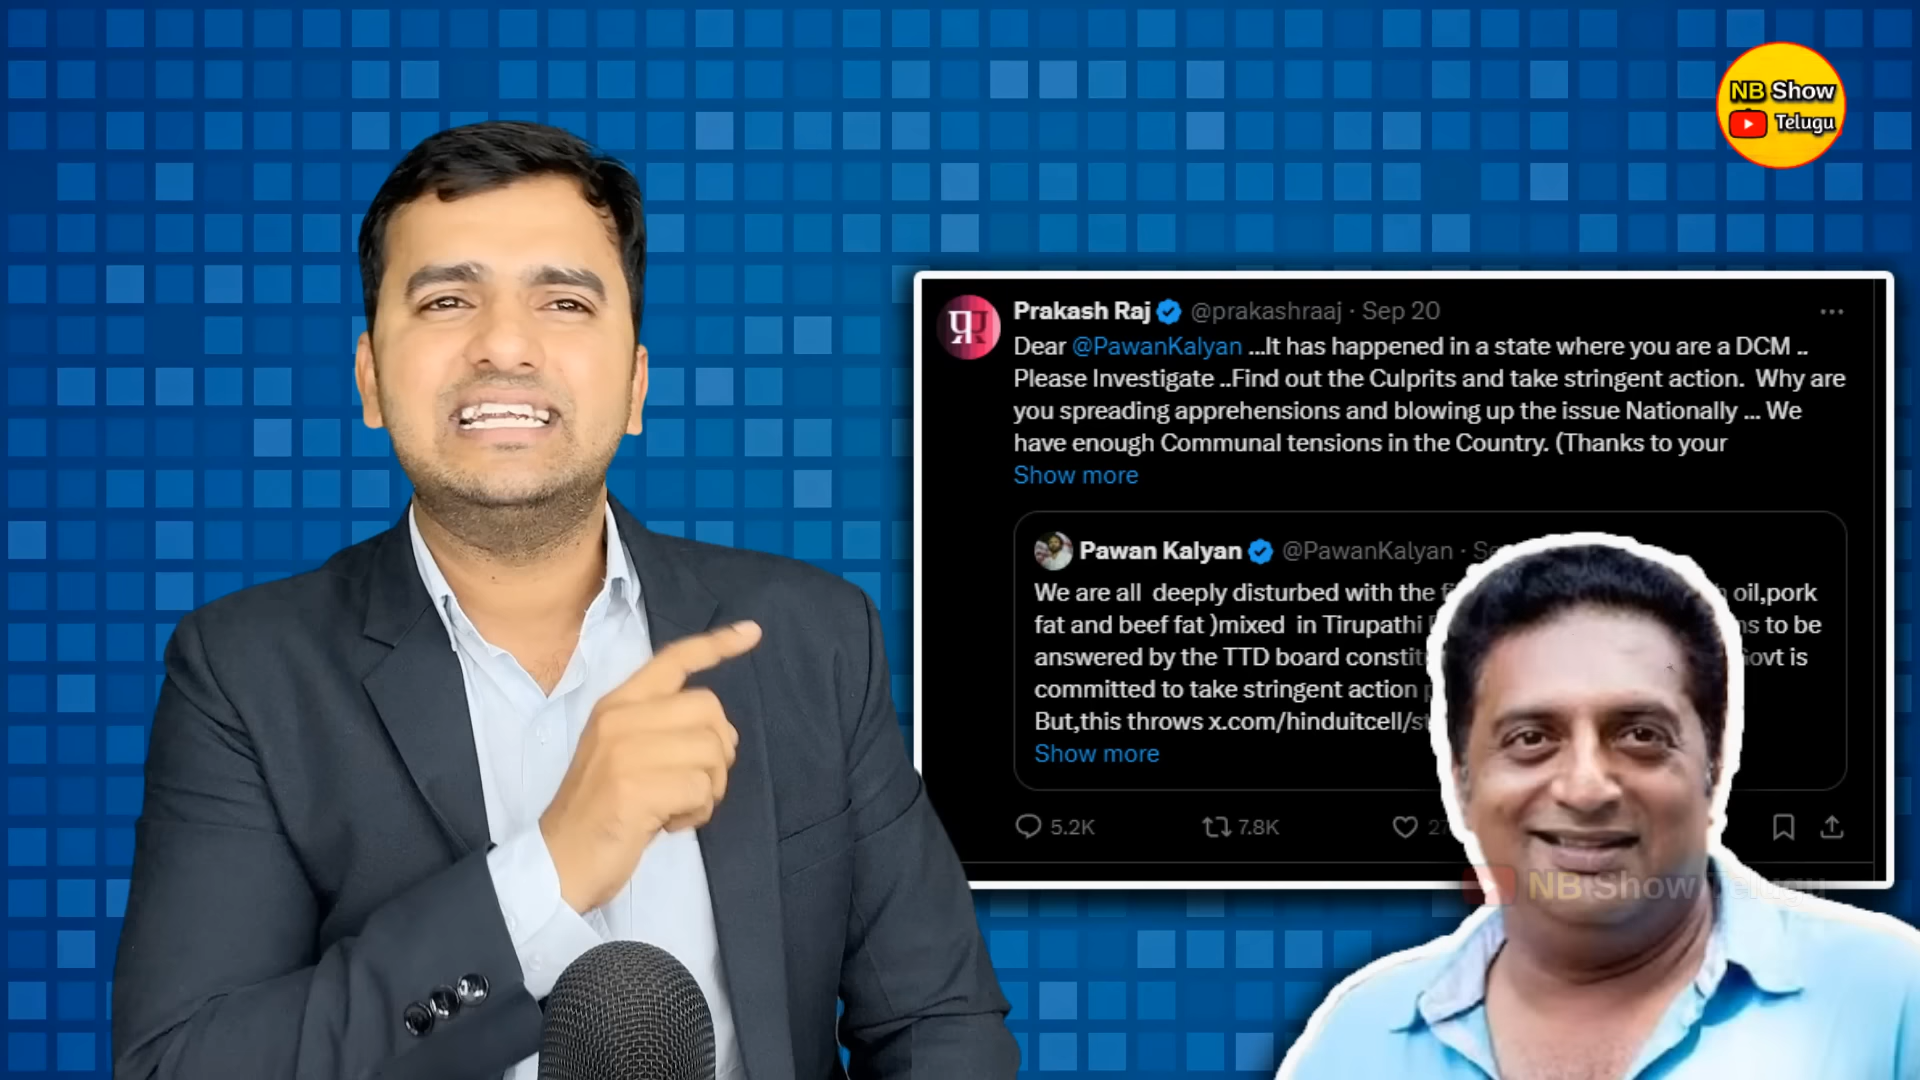 NB Show
Telugu
Prakash Raj @prakashraaj · Sep 20
Dear @PawanKalyan ...It has happened in a state where you are a DCM ..
Please Investigate ..Find out the Culprits and take stringent action.  Why are
you spreading apprehensions and blowing up the issue Nationally ... We
have enough Communal tensions in the Country. (Thanks to your
Show more
Pawan Kalyan @PawanKalyan ·
We are all  deeply disturbed with the oil,pork
fat and beef fat )mixed  in Tirupathi to be
answered by the TTD board is
committed to take stringent action
But,this throws x.com/hinduitcell/
Show more
5.2K 7.8K
NB Show Telugu